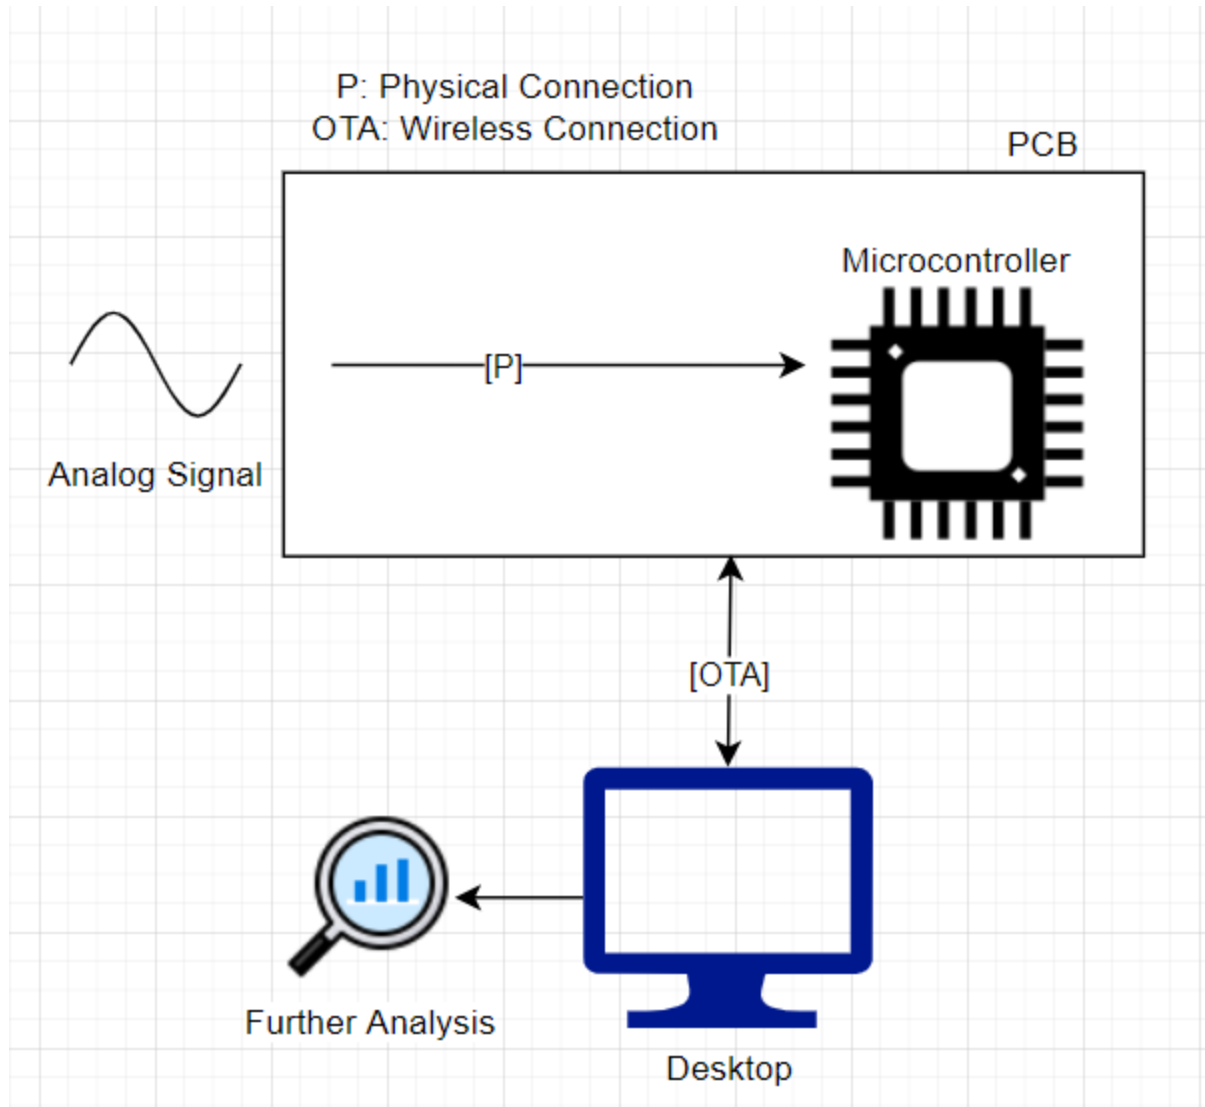 P: Physical Connection
OTA: Wireless Connection
PCB
Microcontroller
[P]
Analog Signal
[OTA]
Further Analysis
Desktop